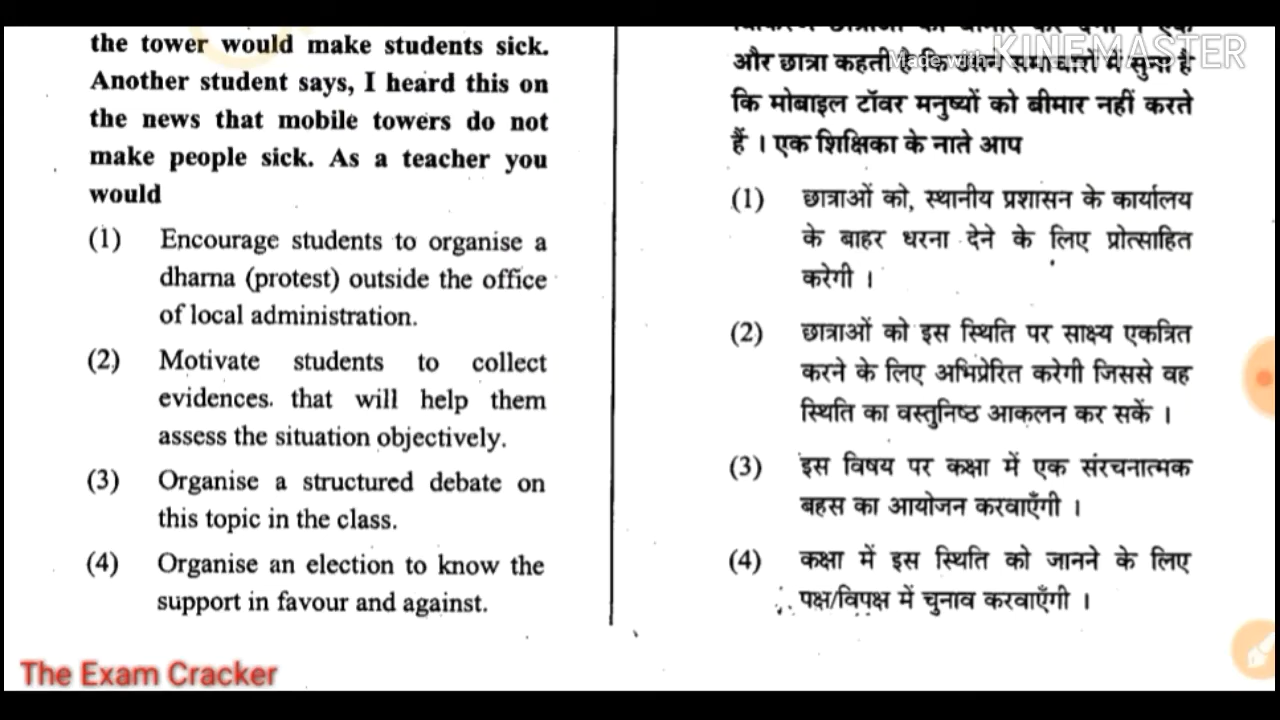 the tower would make students sick.
Another student says, I heard this on
the news that mobile towers do not
make people sick. As a teacher you
would
(1) Encourage students to organise a
dharna (protest) outside the office
of local administration.
(2) Motivate students to collect
evidences. that will help them
assess the situation objectively.
(3) Organise a structured debate on
this topic in the class.
(4) Organise an election to know the
support in favour and against.
Made with KINEMASTER
और छात्रा कहती है कि उसने समाचारों में सुना है
कि मोबाइल टॉवर मनुष्यों को बीमार नहीं करते
हैं । एक शिक्षिका के नाते आप
(1) छात्राओं को, स्थानीय प्रशासन के कार्यालय
के बाहर धरना देने के लिए प्रोत्साहित
करेगी ।
(2) छात्राओं को इस स्थिति पर साक्ष्य एकत्रित
करने के लिए अभिप्रेरित करेगी जिससे वह
स्थिति का वस्तुनिष्ठ आकलन कर सकें ।
(3) इस विषय पर कक्षा में एक संरचनात्मक
बहस का आयोजन करवाएँगी ।
(4) कक्षा में इस स्थिति को जानने के लिए
पक्ष/विपक्ष में चुनाव करवाएँगी ।
The Exam Cracker